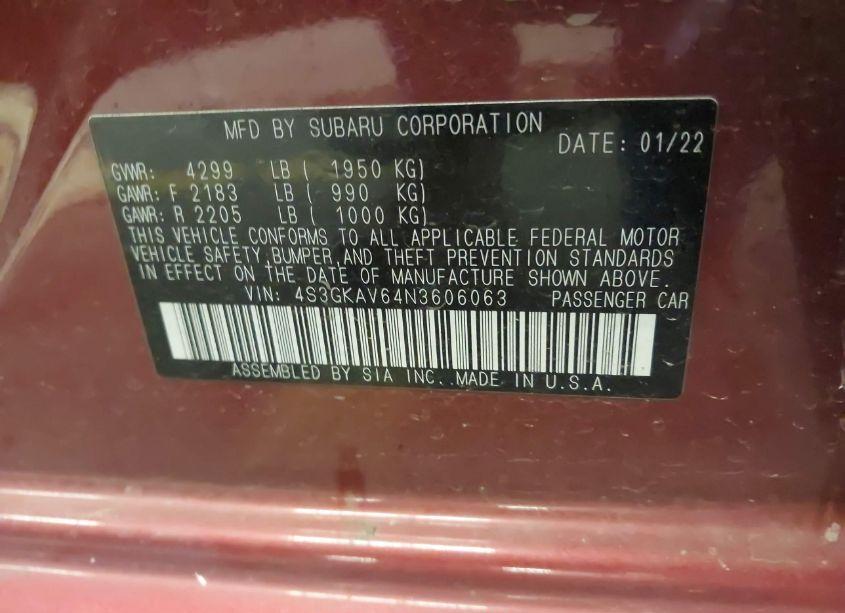 MFD BY SUBARU CORPORATION
DATE: 01/22
GVWR: 4299 LB ( 1950 KG)
GAWR: F 2183 LB ( 990 KG)
GAWR: R 2205 LB ( 1000 KG)
THIS VEHICLE CONFORMS TO ALL APPLICABLE FEDERAL MOTOR
VEHICLE SAFETY,BUMPER,AND THEFT PREVENTION STANDARDS
IN EFFECT ON THE DATE OF MANUFACTURE SHOWN ABOVE.
VIN: 4S3GKAV64N3606063 PASSENGER CAR
ASSEMBLED BY SIA INC. MADE IN U.S.A.